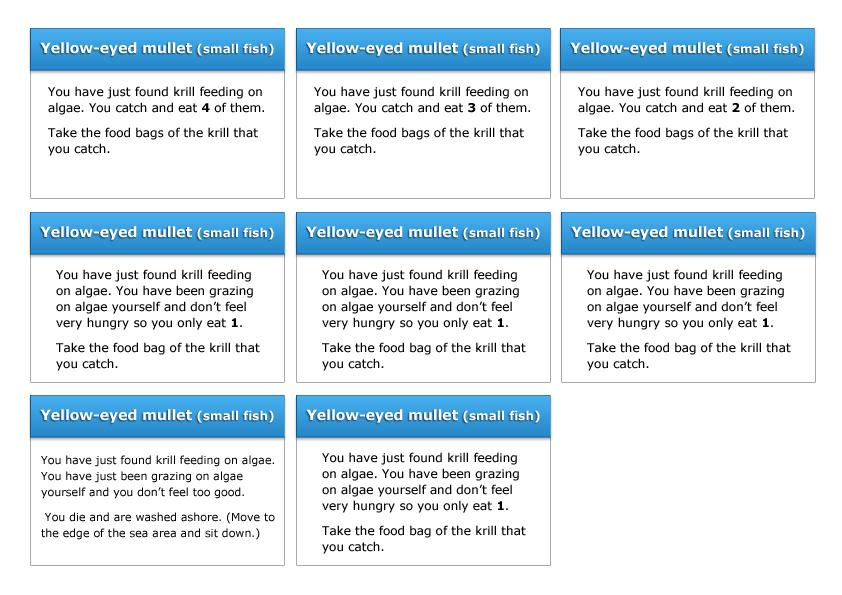 Yellow-eyed mullet (small fish)
You have just found krill feeding on
algae. You catch and eat 4 of them.
Take the food bags of the krill that
you catch.
Yellow-eyed mullet (small fish)
You have just found krill feeding on
algae. You catch and eat 3 of them.
Take the food bags of the krill that
you catch.
Yellow-eyed mullet (small fish)
You have just found krill feeding on
algae. You catch and eat 2 of them.
Take the food bags of the krill that
you catch.
Yellow-eyed mullet (small fish)
You have just found krill feeding
on algae. You have been grazing
on algae yourself and don’t feel
very hungry so you only eat 1.
Take the food bag of the krill that
you catch.
Yellow-eyed mullet (small fish)
You have just found krill feeding
on algae. You have been grazing
on algae yourself and don’t feel
very hungry so you only eat 1.
Take the food bag of the krill that
you catch.
Yellow-eyed mullet (small fish)
You have just found krill feeding
on algae. You have been grazing
on algae yourself and don’t feel
very hungry so you only eat 1.
Take the food bag of the krill that
you catch.
Yellow-eyed mullet (small fish)
You have just found krill feeding on algae.
You have just been grazing on algae
yourself and you don’t feel too good.
You die and are washed ashore. (Move to
the edge of the sea area and sit down.)
Yellow-eyed mullet (small fish)
You have just found krill feeding
on algae. You have been grazing
on algae yourself and don’t feel
very hungry so you only eat 1.
Take the food bag of the krill that
you catch.